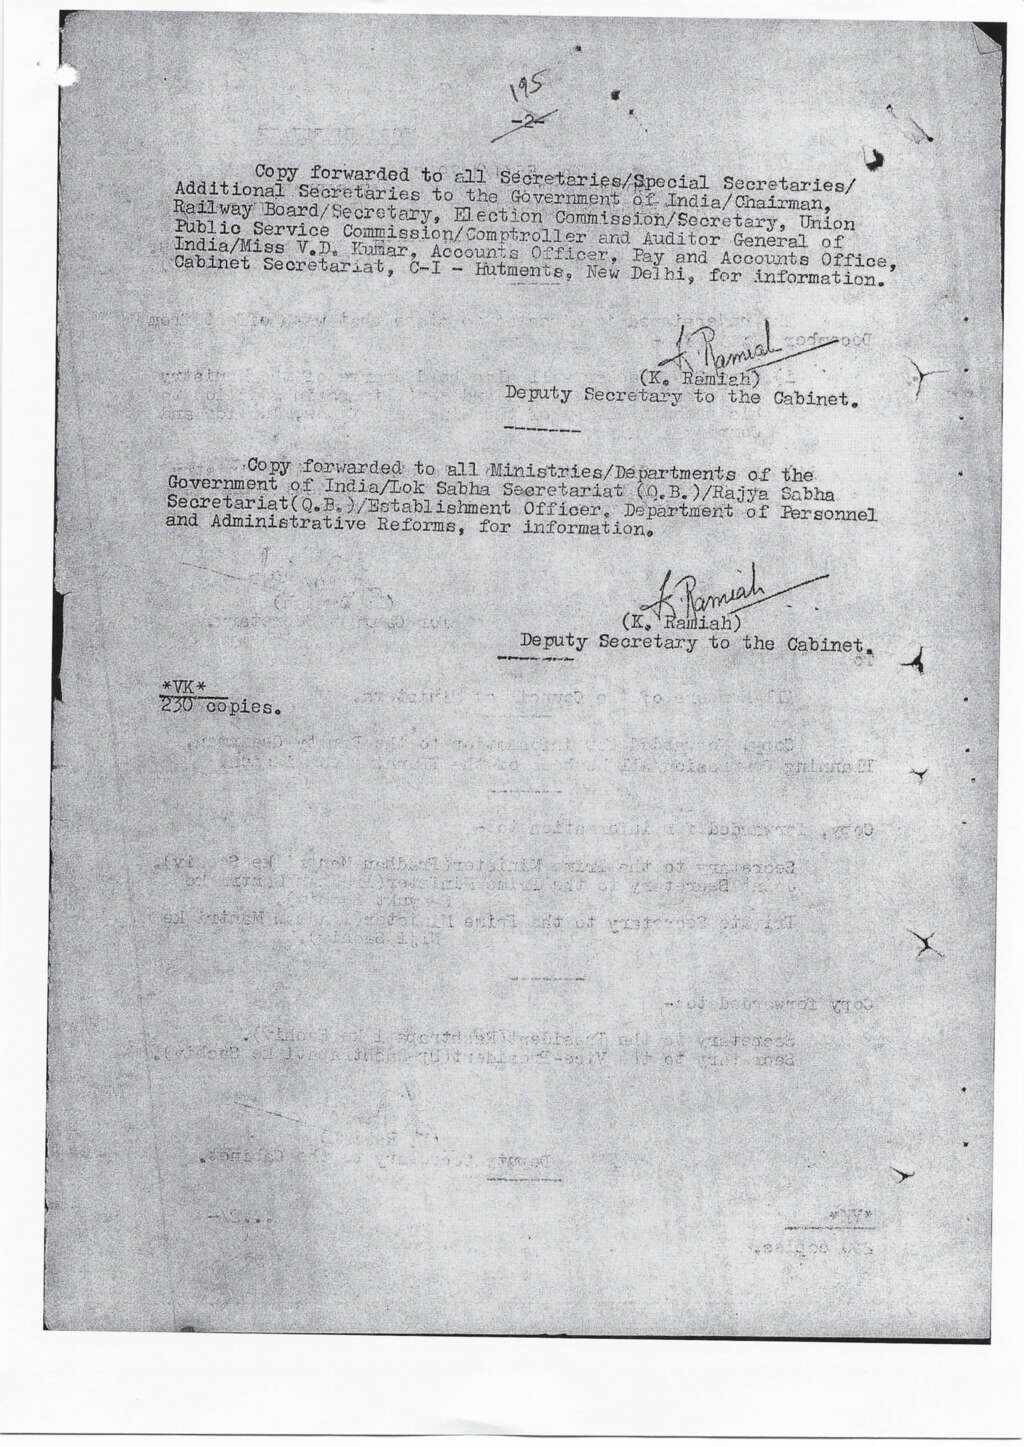 195
-2-
Copy forwarded to all Secretaries/Special Secretaries/
Additional Secretaries to the Government of India/Chairman,
Railway Board/Secretary, Election Commission/Secretary, Union
Public Service Commission/Comptroller and Auditor General of
India/Miss V.D. Kumar, Accounts Officer, Pay and Accounts Office,
Cabinet Secretariat, C-I - Hutments, New Delhi, for information.
K. Ramiah
(K. Ramiah)
Deputy Secretary to the Cabinet.
Copy forwarded to all Ministries/Departments of the
Government of India/Lok Sabha Secretariat (Q.B.)/Rajya Sabha
Secretariat(Q.B.)/Establishment Officer, Department of Personnel
and Administrative Reforms, for information.
K. Ramiah
(K. Ramiah)
Deputy Secretary to the Cabinet.
*VK*
230 copies.